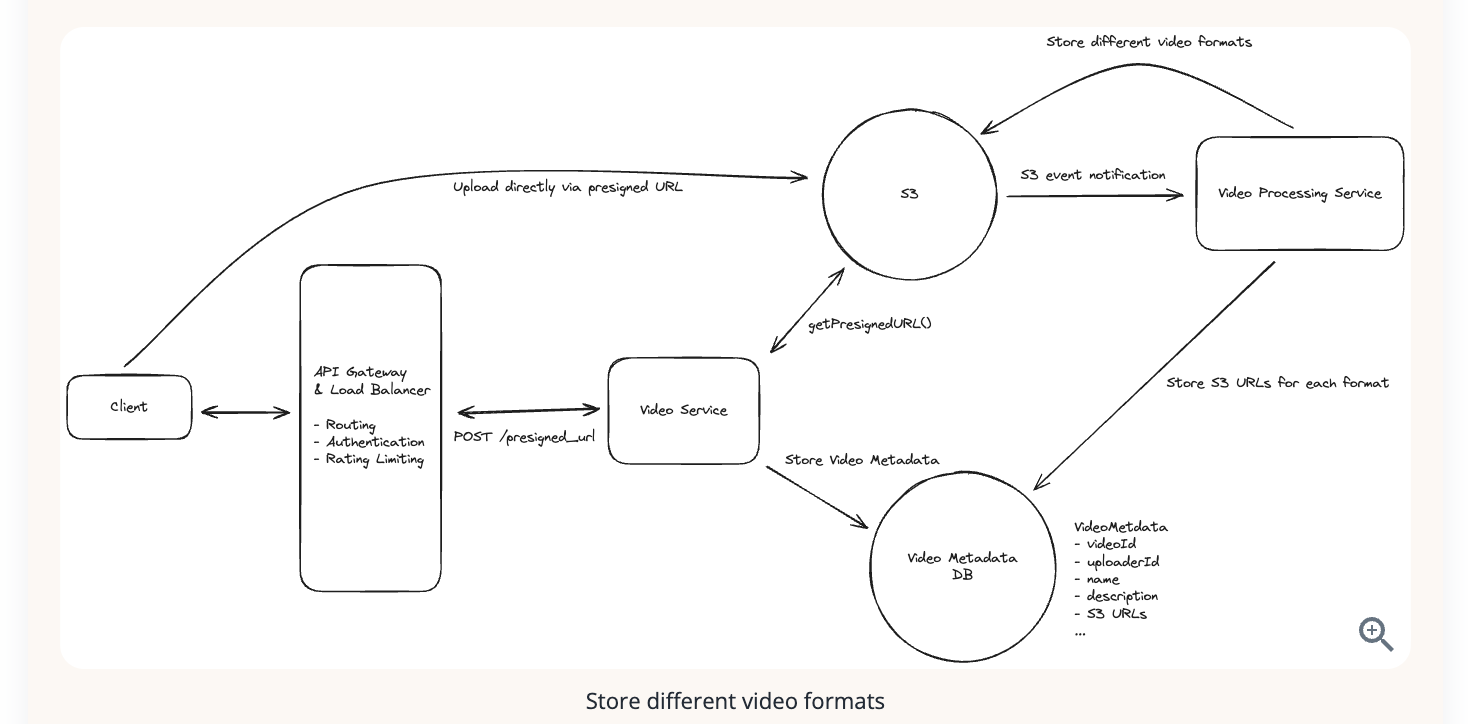 Store different video formats
Upload directly via presigned URL
S3
S3 event notification
Video Processing Service
getPresignedURL()
API Gateway
& Load Balancer
- Routing
- Authentication
- Rating Limiting
Client
POST /presigned_url
Video Service
Store S3 URLs for each format
Store Video Metadata
Video Metadata
DB
VideoMetdata
- videoId
- uploaderId
- name
- description
- S3 URLs
...
Store different video formats